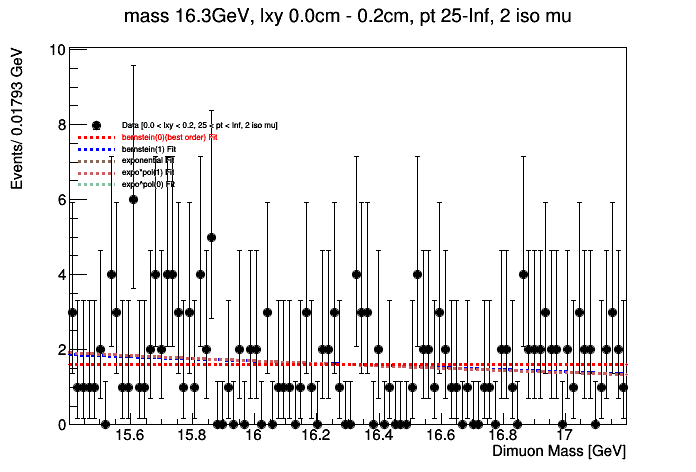 mass 16.3GeV, lxy 0.0cm - 0.2cm, pt 25-Inf, 2 iso mu
Events/ 0.01793 GeV
10
8
6
4
2
0
Data [0.0 < lxy < 0.2, 25 < pt < Inf, 2 iso mu]
bernstein(0)(best order) Fit
bernstein(1) Fit
exponential Fit
expo*pol(1) Fit
expo*pol(0) Fit
15.6 15.8 16 16.2 16.4 16.6 16.8 17
Dimuon Mass [GeV]